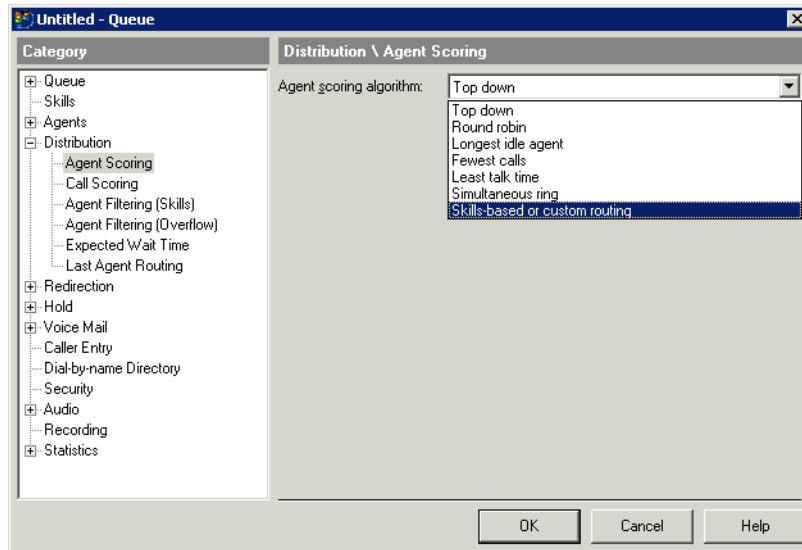 Untitled - Queue
Category
Queue
Skills
Agents
Distribution
Agent Scoring
Call Scoring
Agent Filtering (Skills)
Agent Filtering (Overflow)
Expected Wait Time
Last Agent Routing
Redirection
Hold
Voice Mail
Caller Entry
Dial-by-name Directory
Security
Audio
Recording
Statistics
Distribution \ Agent Scoring
Agent scoring algorithm:
Top down
Top down
Round robin
Longest idle agent
Fewest calls
Least talk time
Simultaneous ring
Skills-based or custom routing
OK
Cancel
Help